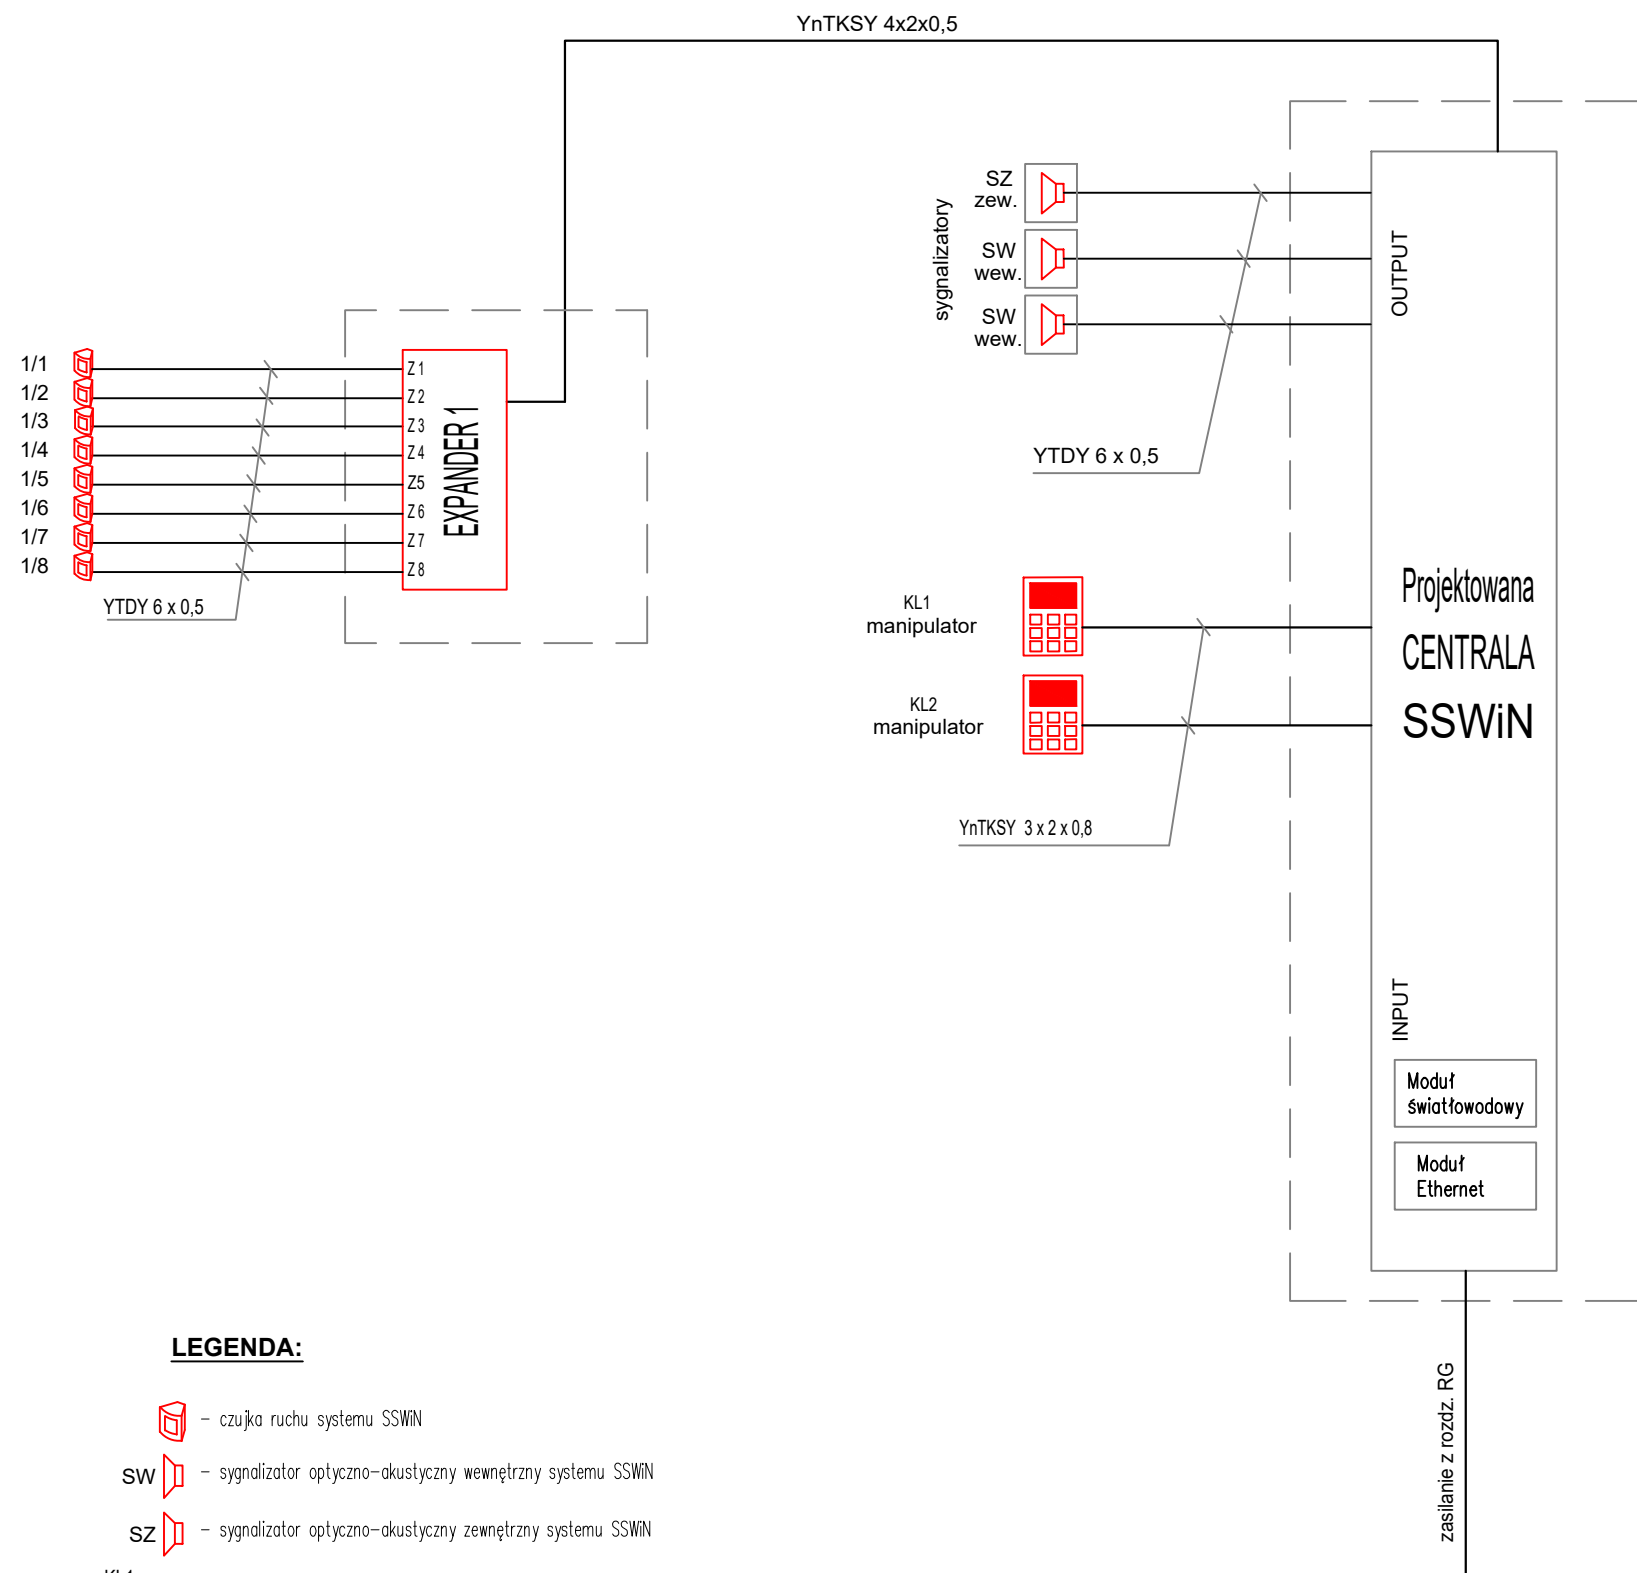 YnTKSY 4x2x0,5
SZ
zew.
SW
wew.
SW
wew.
sygnalizatory
OUTPUT
1/1
1/2
1/3
1/4
1/5
1/6
1/7
1/8
Z1
Z2
Z3
Z4
Z5
Z6
Z7
Z8
EXPANDER 1
YTDY 6 x 0,5
YTDY 6 x 0,5
KL1
manipulator
KL2
manipulator
YnTKSY 3 x 2 x 0,8
Projektowana
CENTRALA
SSWiN
INPUT
Moduł
światłowodowy
Moduł
Ethernet
zasilanie z rozdz. RG
LEGENDA:
- czujka ruchu systemu SSWiN
SW - sygnalizator optyczno-akustyczny wewnętrzny systemu SSWiN
SZ - sygnalizator optyczno-akustyczny zewnętrzny systemu SSWiN